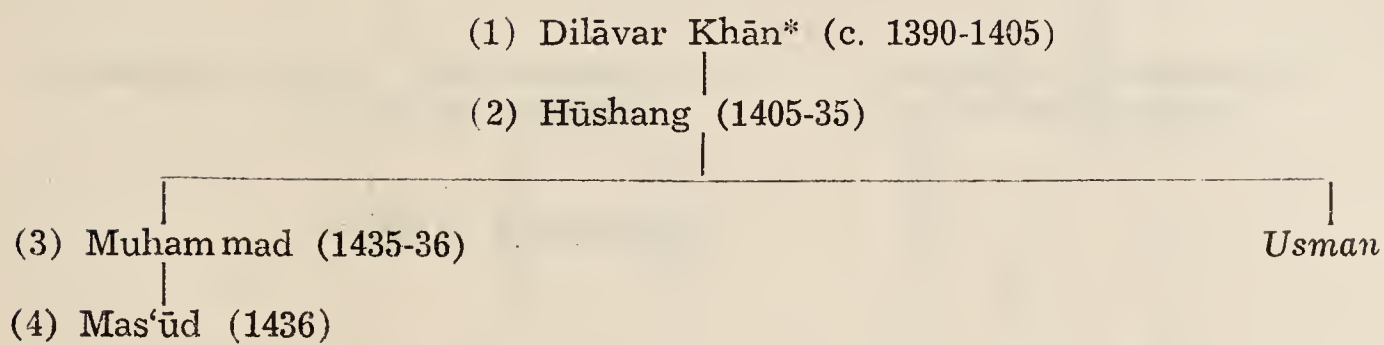 (1) Dilāvar Khān* (c. 1390-1405)
(2) Hūshang (1405-35)
(3) Muhammad (1435-36)
Usman
(4) Mas‘ūd (1436)